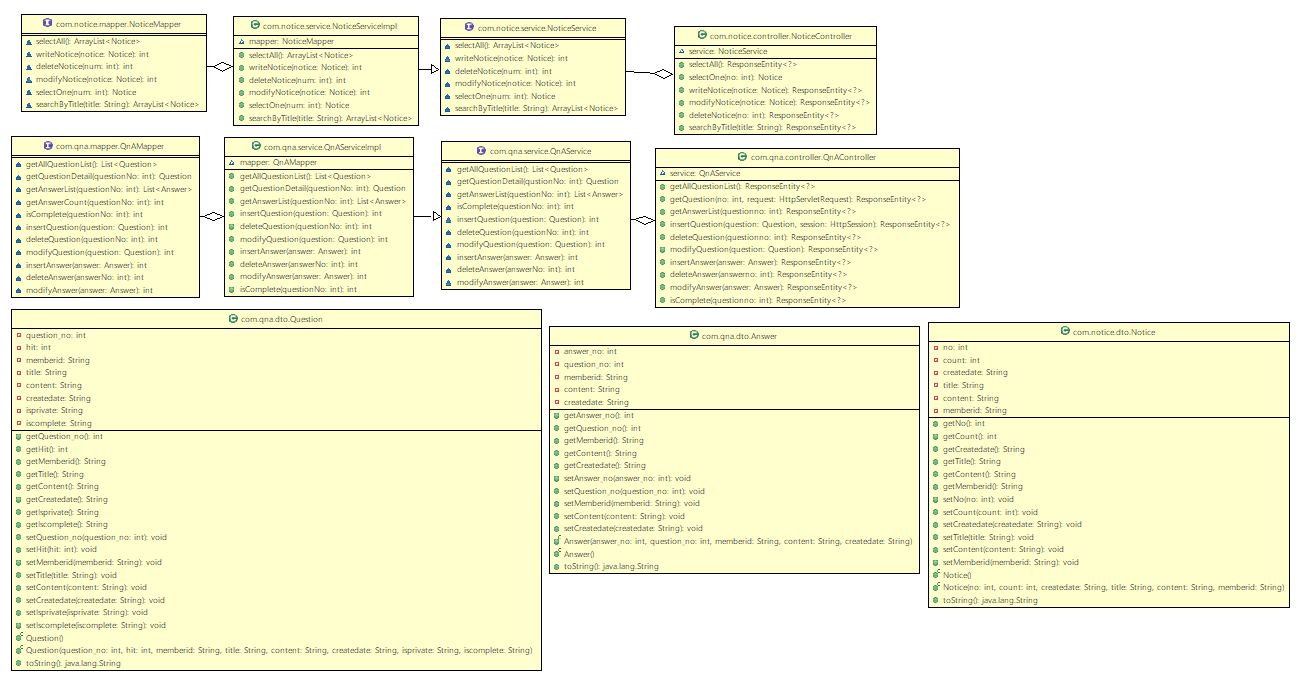 com.notice.mapper.NoticeMapper
selectAll(): ArrayList<Notice>
writeNotice(notice: Notice): int
deleteNotice(num: int): int
modifyNotice(notice: Notice): int
selectOne(num: int): Notice
searchByTitle(title: String): ArrayList<Notice>
com.notice.service.NoticeServiceImpl
mapper: NoticeMapper
selectAll(): ArrayList<Notice>
writeNotice(notice: Notice): int
deleteNotice(num: int): int
modifyNotice(notice: Notice): int
selectOne(num: int): Notice
searchByTitle(title: String): ArrayList<Notice>
com.notice.service.NoticeService
selectAll(): ArrayList<Notice>
writeNotice(notice: Notice): int
deleteNotice(num: int): int
modifyNotice(notice: Notice): int
selectOne(num: int): Notice
searchByTitle(title: String): ArrayList<Notice>
com.notice.controller.NoticeController
service: NoticeService
selectAll(): ResponseEntity<?>
selectOne(no: int): Notice
writeNotice(notice: Notice): ResponseEntity<?>
modifyNotice(notice: Notice): ResponseEntity<?>
deleteNotice(no: int): ResponseEntity<?>
searchByTitle(title: String): ResponseEntity<?>
com.qna.mapper.QnAMapper
getAllQuestionList(): List<Question>
getQuestionDetail(qustionNo: int): Question
getAnswerList(questionNo: int): List<Answer>
getAnswerCount(questionNo: int): int
isComplete(questionNo: int): int
insertQuestion(question: Question): int
deleteQuestion(questionNo: int): int
modifyQuestion(question: Question): int
insertAnswer(answer: Answer): int
deleteAnswer(answerNo: int): int
modifyAnswer(answer: Answer): int
com.qna.service.QnAServiceImpl
mapper: QnAMapper
getAllQuestionList(): List<Question>
getQuestionDetail(qustionNo: int): Question
getAnswerList(questionNo: int): List<Answer>
insertQuestion(question: Question): int
deleteQuestion(questionNo: int): int
modifyQuestion(question: Question): int
insertAnswer(answer: Answer): int
deleteAnswer(answerNo: int): int
modifyAnswer(answer: Answer): int
isComplete(questionNo: int): int
com.qna.service.QnAService
getAllQuestionList(): List<Question>
getQuestionDetail(qustionNo: int): Question
getAnswerList(questionNo: int): List<Answer>
isComplete(questionNo: int): int
insertQuestion(question: Question): int
deleteQuestion(questionNo: int): int
modifyQuestion(question: Question): int
insertAnswer(answer: Answer): int
deleteAnswer(answerNo: int): int
modifyAnswer(answer: Answer): int
com.qna.controller.QnAController
service: QnAService
getAllQuestionList(): ResponseEntity<?>
getQuestion(no: int, request: HttpServletRequest): ResponseEntity<?>
getAnswerList(questionno: int): ResponseEntity<?>
insertQuestion(question: Question, session: HttpSession): ResponseEntity<?>
deleteQuestion(questionno: int): ResponseEntity<?>
modifyQuestion(question: Question): ResponseEntity<?>
insertAnswer(answer: Answer): ResponseEntity<?>
deleteAnswer(answerno: int): ResponseEntity<?>
modifyAnswer(answer: Answer): ResponseEntity<?>
isComplete(questionno: int): ResponseEntity<?>
com.qna.dto.Question
question_no: int
hit: int
memberid: String
title: String
content: String
createdate: String
isprivate: String
iscomplete: String
getQuestion_no(): int
getHit(): int
getMemberid(): String
getTitle(): String
getContent(): String
getCreatedate(): String
getIsprivate(): String
getIscomplete(): String
setQuestion_no(question_no: int): void
setHit(hit: int): void
setMemberid(memberid: String): void
setTitle(title: String): void
setContent(content: String): void
setCreatedate(createdate: String): void
setIsprivate(isprivate: String): void
setIscomplete(iscomplete: String): void
Question()
Question(question_no: int, hit: int, memberid: String, title: String, content: String, createdate: String, isprivate: String, iscomplete: String)
toString(): java.lang.String
com.qna.dto.Answer
answer_no: int
question_no: int
memberid: String
content: String
createdate: String
getAnswer_no(): int
getQuestion_no(): int
getMemberid(): String
getContent(): String
getCreatedate(): String
setAnswer_no(answer_no: int): void
setQuestion_no(question_no: int): void
setMemberid(memberid: String): void
setContent(content: String): void
setCreatedate(createdate: String): void
Answer(answer_no: int, question_no: int, memberid: String, content: String, createdate: String)
Answer()
toString(): java.lang.String
com.notice.dto.Notice
no: int
count: int
createdate: String
title: String
content: String
memberid: String
getNo(): int
getCount(): int
getCreatedate(): String
getTitle(): String
getContent(): String
getMemberid(): String
setNo(no: int): void
setCount(count: int): void
setCreatedate(createdate: String): void
setTitle(title: String): void
setContent(content: String): void
setMemberid(memberid: String): void
Notice()
Notice(no: int, count: int, createdate: String, title: String, content: String, memberid: String)
toString(): java.lang.String